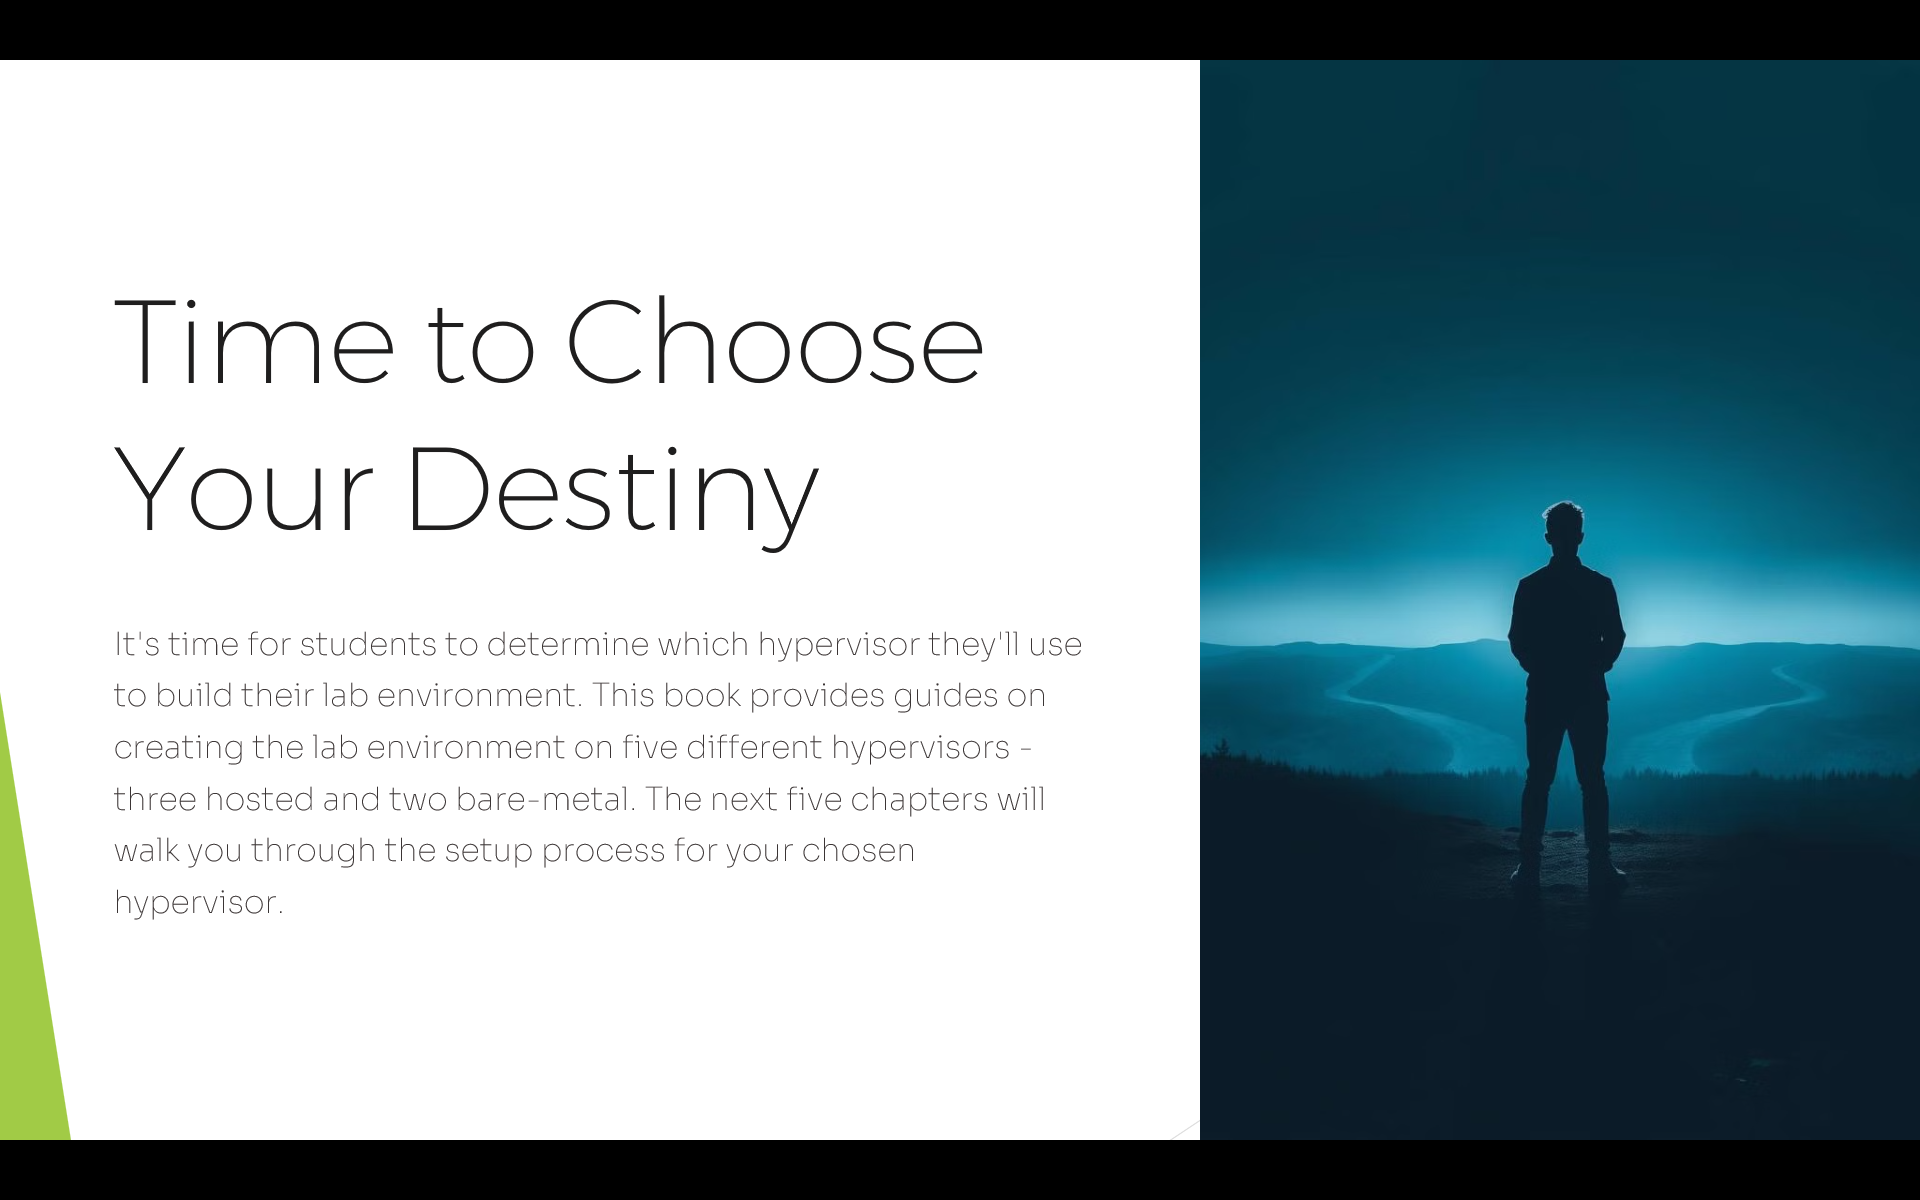 Time to Choose
Your Destiny
It's time for students to determine which hypervisor they'll use
to build their lab environment. This book provides guides on
creating the lab environment on five different hypervisors -
three hosted and two bare-metal. The next five chapters will
walk you through the setup process for your chosen
hypervisor.